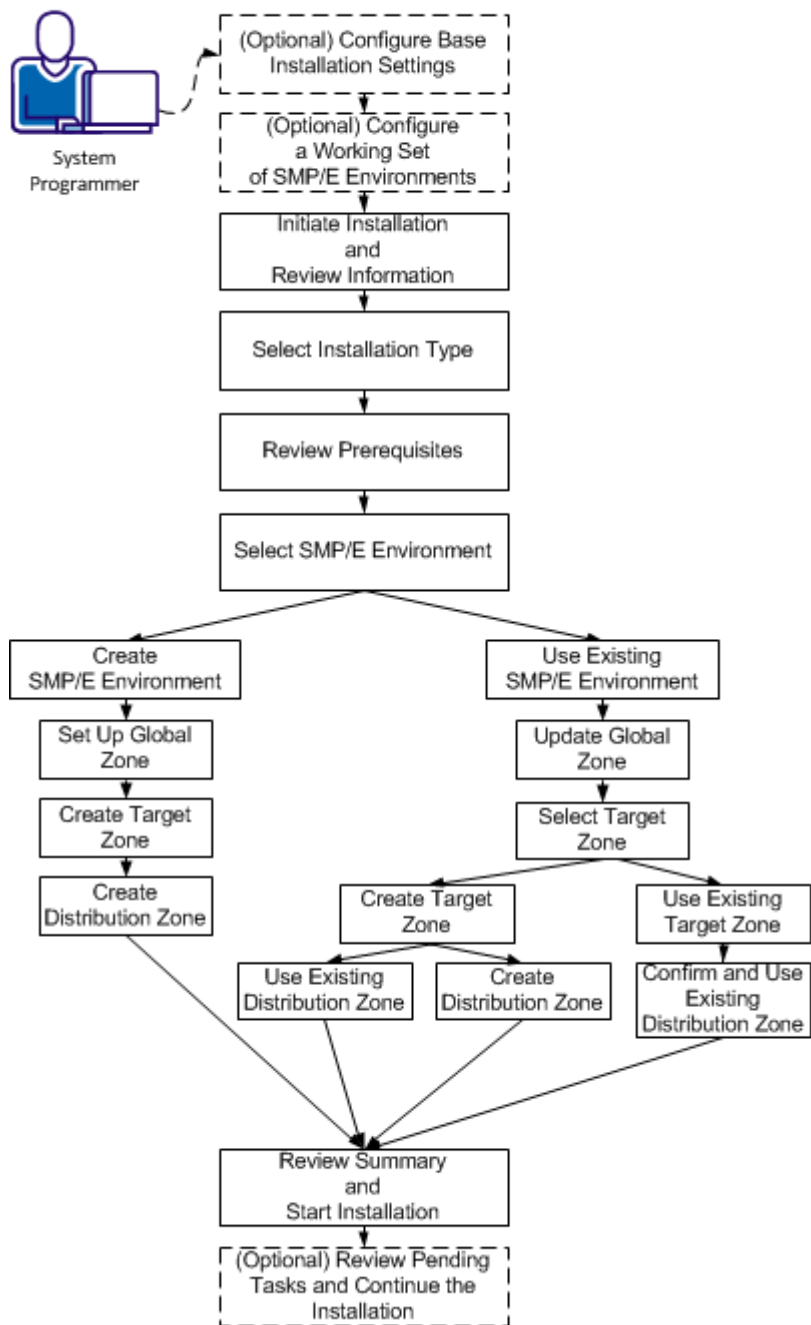 (Optional) Configure Base
Installation Settings
System
Programmer
(Optional) Configure
a Working Set
of SMP/E Environments
Initiate Installation
and
Review Information
Select Installation Type
Review Prerequisites
Select SMP/E Environment
Create
SMP/E Environment
Use Existing
SMP/E Environment
Set Up Global
Zone
Update Global
Zone
Create Target
Zone
Select Target
Zone
Create
Distribution Zone
Create Target
Zone
Use Existing
Target Zone
Use Existing
Distribution Zone
Create
Distribution Zone
Confirm and Use
Existing
Distribution Zone
Review Summary
and
Start Installation
(Optional) Review Pending
Tasks and Continue the
Installation